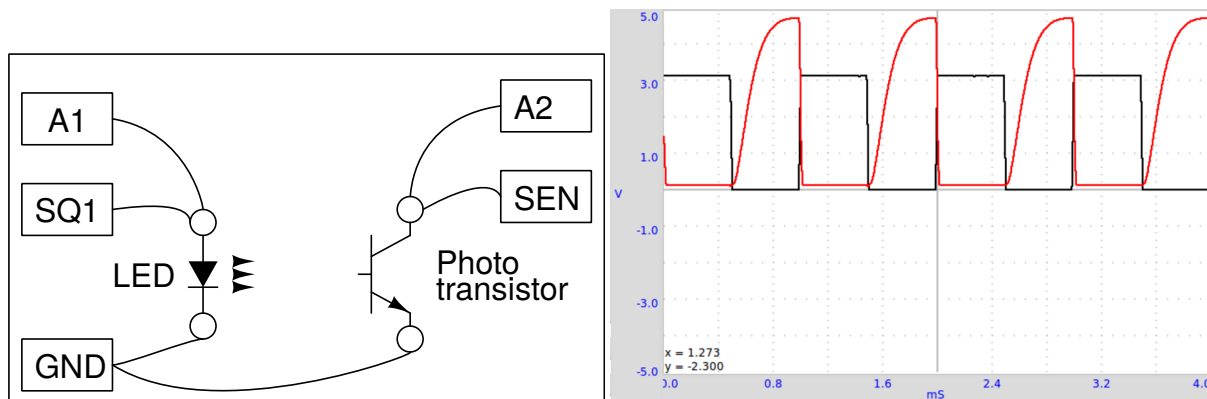 A1
SQ1
LED
GND
A2
SEN
Photo
transistor
5.0
3.0
1.0
V
-1.0
-3.0
-5.0
x = 1.273
y = -2.300
0.0
0.8
1.6
2.4
3.2
4.0
mS